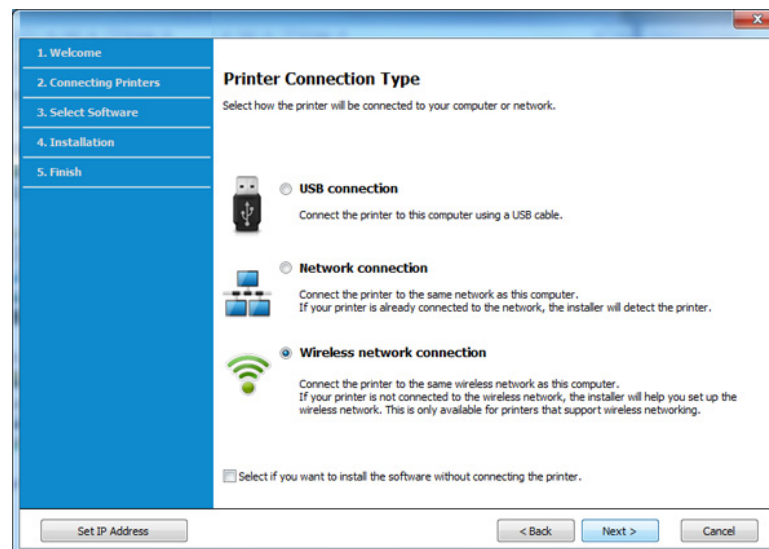 1. Welcome
2. Connecting Printers
3. Select Software
4. Installation
5. Finish
Printer Connection Type
Select how the printer will be connected to your computer or network.
USB connection
Connect the printer to this computer using a USB cable.
Network connection
Connect the printer to the same network as this computer.
If your printer is already connected to the network, the installer will detect the printer.
Wireless network connection
Connect the printer to the same wireless network as this computer.
If your printer is not connected to the wireless network, the installer will help you set up the
wireless network. This is only available for printers that support wireless networking.
Select if you want to install the software without connecting the printer.
Set IP Address
< Back
Next >
Cancel